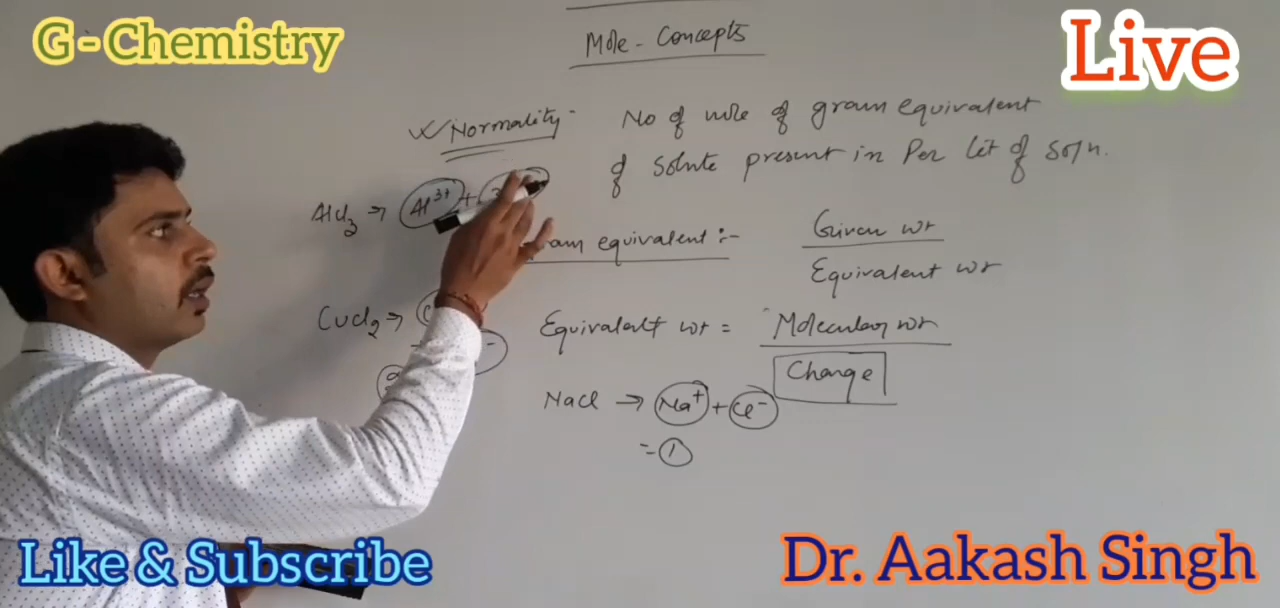 G - Chemistry
Mole - Concepts
Live
Normality -
No of mole of gram equivalent
of solute present in Per Lit of soln.
AlCl3 → Al3+ +
equivalent :-
Given wt
Equivalent wt
CuCl2 →
Equivalent wt =
Molecular wt
Charge
NaCl → Na+ + Cl-
= 1
Like & Subscribe
Dr. Aakash Singh